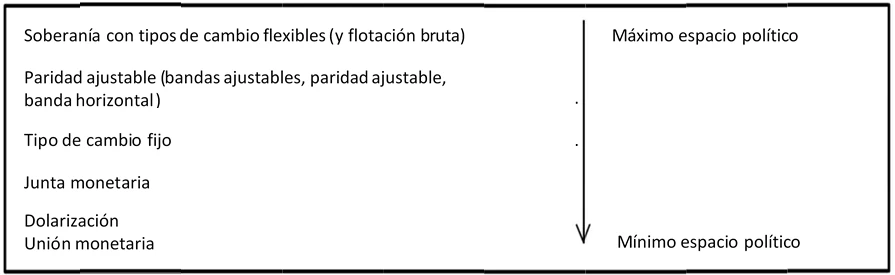 Soberanía con tipos de cambio flexibles (y flotación bruta)
Máximo espacio político
Paridad ajustable (bandas ajustables, paridad ajustable,
banda horizontal)
Tipo de cambio fijo
Junta monetaria
Dolarización
Unión monetaria
Mínimo espacio político